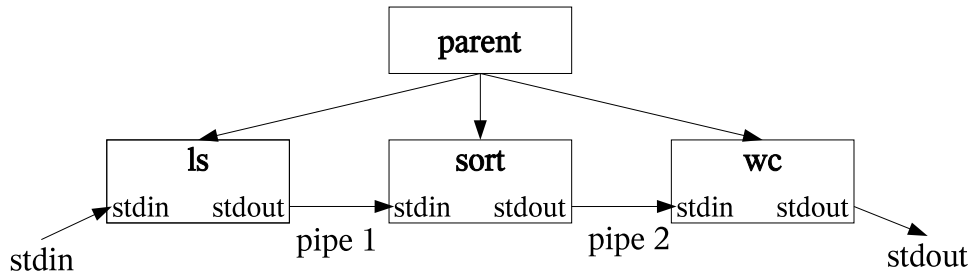 parent
ls sort wc
stdin stdout stdin stdout stdin stdout
pipe 1 pipe 2
stdin stdout